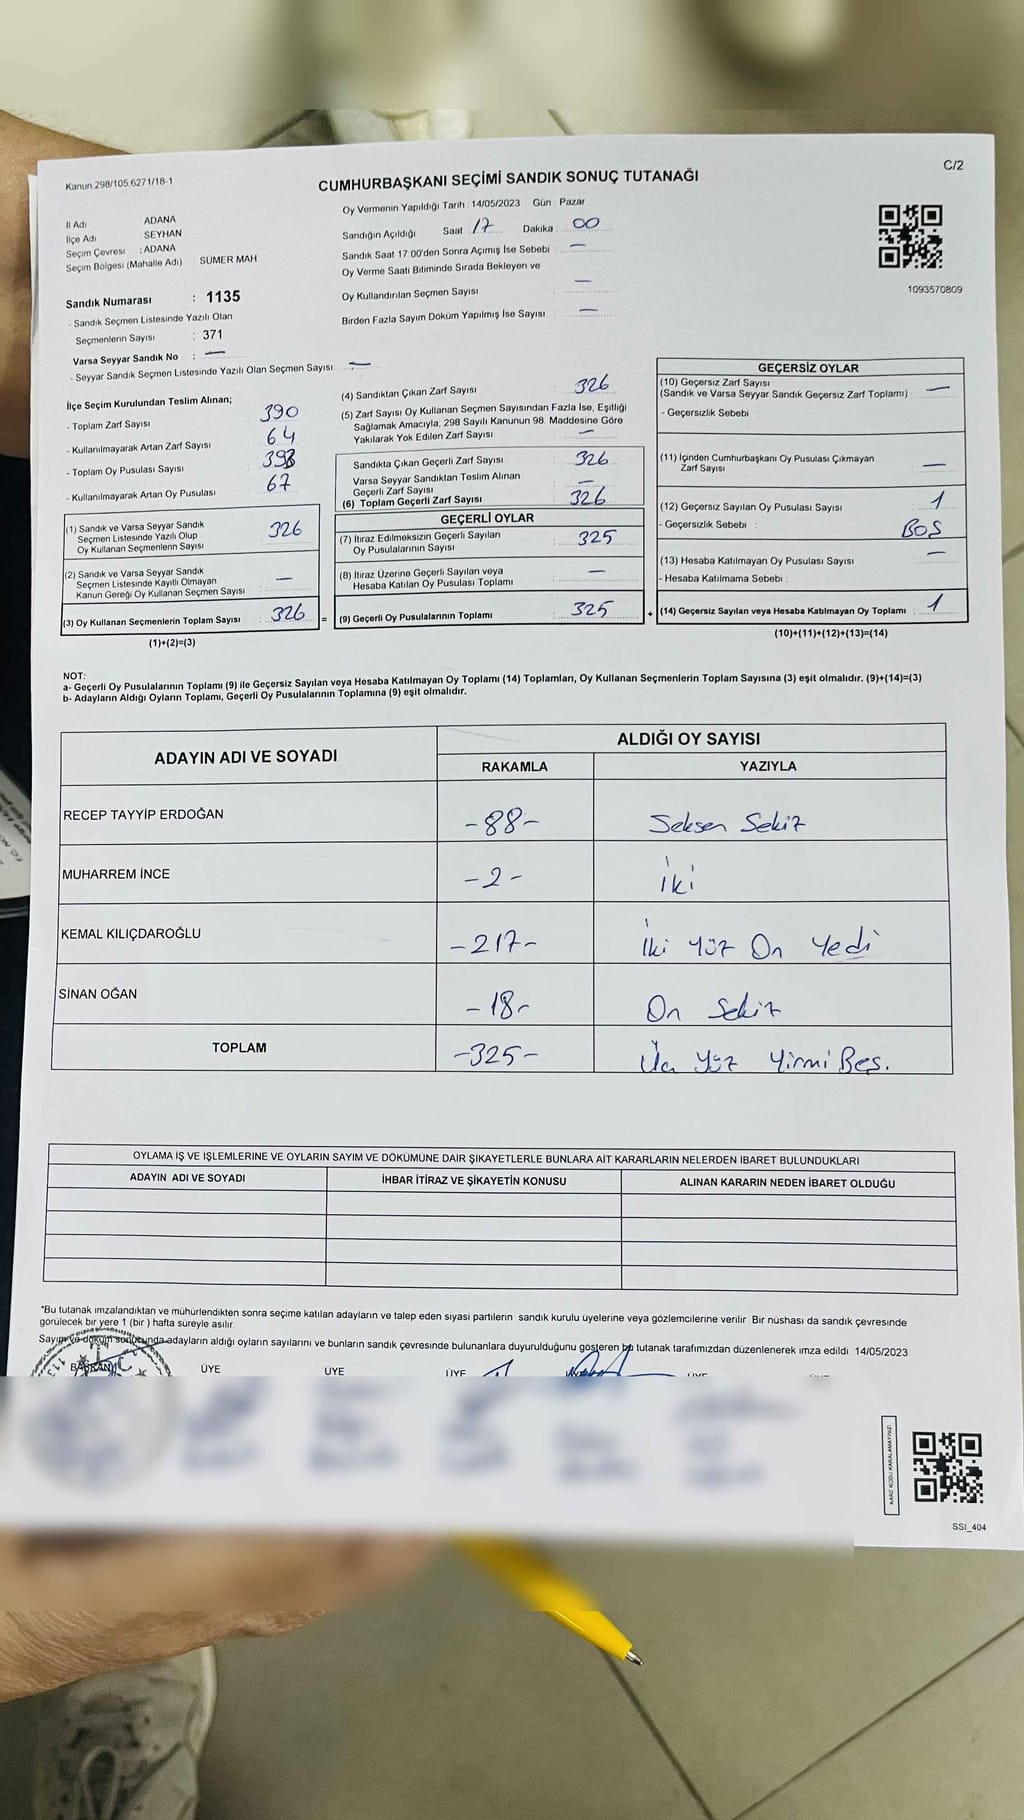 Kanun 298/105,6271/18-1
C/2
CUMHURBAŞKANI SEÇİMİ SANDIK SONUÇ TUTANAĞI
Oy Vermenin Yapıldığı Tarih : 14/05/2023 Gün : Pazar
İl Adı ADANA
İlçe Adı SEYHAN
Seçim Çevresi : ADANA
Seçim Bölgesi (Mahalle Adı) : SÜMER MAH
Sandığın Açıldığı Saat 17 Dakika : 00
Sandık Saat 17:00'den Sonra Açımış İse Sebebi : —
Oy Verme Saati Bitiminde Sırada Bekleyen ve
Oy Kullandırılan Seçmen Sayısı —
Birden Fazla Sayım Döküm Yapılmış İse Sayısı : —
1093570809
Sandık Numarası : 1135
- Sandık Seçmen Listesinde Yazılı Olan
Seçmenlerin Sayısı : 371
Varsa Seyyar Sandık No : —
- Seyyar Sandık Seçmen Listesinde Yazılı Olan Seçmen Sayısı : —
İlçe Seçim Kurulundan Teslim Alınan;
- Toplam Zarf Sayısı 390
- Kullanılmayarak Artan Zarf Sayısı 64
- Toplam Oy Pusulası Sayısı
- Kullanılmayarak Artan Oy Pusulası 67
(1) Sandık ve Varsa Seyyar Sandık
Seçmen Listesinde Yazılı Olup
Oy Kullanan Seçmenlerin Sayısı 326
(2) Sandık ve Varsa Seyyar Sandık
Seçmen Listesinde Kayıtlı Olmayan
Kanun Gereği Oy Kullanan Seçmen Sayısı —
(3) Oy Kullanan Seçmenlerin Toplam Sayısı 326 =
(1)+(2)=(3)
(4) Sandıktan Çıkan Zarf Sayısı 326
(5) Zarf Sayısı Oy Kullanan Seçmen Sayısından Fazla İse, Eşitliği
Sağlamak Amacıyla, 298 Sayılı Kanunun 98. Maddesine Göre
Yakılarak Yok Edilen Zarf Sayısı —
Sandıkta Çıkan Geçerli Zarf Sayısı 326
Varsa Seyyar Sandıktan Teslim Alınan
Geçerli Zarf Sayısı —
(6) Toplam Geçerli Zarf Sayısı 326
GEÇERLİ OYLAR
(7) İtiraz Edilmeksizin Geçerli Sayılan
Oy Pusulalarının Sayısı 325
(8) İtiraz Üzerine Geçerli Sayılan veya
Hesaba Katılan Oy Pusulası Toplamı —
(9) Geçerli Oy Pusulalarının Toplamı 325 +
GEÇERSİZ OYLAR
(10) Geçersiz Zarf Sayısı
(Sandık ve Varsa Seyyar Sandık Geçersiz Zarf Toplamı) : —
- Geçersizlik Sebebi :
(11) İçinden Cumhurbaşkanı Oy Pusulası Çıkmayan
Zarf Sayısı —
(12) Geçersiz Sayılan Oy Pusulası Sayısı 1
- Geçersizlik Sebebi : BOŞ
(13) Hesaba Katılmayan Oy Pusulası Sayısı —
- Hesaba Katılmama Sebebi :
(14) Geçersiz Sayılan veya Hesaba Katılmayan Oy Toplamı : 1
(10)+(11)+(12)+(13)=(14)
NOT:
a- Geçerli Oy Pusulalarının Toplamı (9) ile Geçersiz Sayılan veya Hesaba Katılmayan Oy Toplamı (14) Toplamları, Oy Kullanan Seçmenlerin Toplam Sayısına (3) eşit olmalıdır. (9)+(14)=(3)
b- Adayların Aldığı Oyların Toplamı, Geçerli Oy Pusulalarının Toplamına (9) eşit olmalıdır.
ADAYIN ADI VE SOYADI
ALDIĞI OY SAYISI
RAKAMLA YAZIYLA
RECEP TAYYİP ERDOĞAN -88- Seksen Sekiz
MUHARREM İNCE -2- İki
KEMAL KILIÇDAROĞLU -217- İki Yüz On Yedi
SİNAN OĞAN -18- On Sekiz
TOPLAM -325- Üç Yüz Yirmi Beş.
OYLAMA İŞ VE İŞLEMLERİNE VE OYLARIN SAYIM VE DÖKÜMÜNE DAİR ŞİKAYETLERLE BUNLARA AİT KARARLARIN NELERDEN İBARET BULUNDUKLARI
ADAYIN ADI VE SOYADI İHBAR İTİRAZ VE ŞİKAYETİN KONUSU ALINAN KARARIN NEDEN İBARET OLDUĞU
*Bu tutanak imzalandıktan ve mühürlendikten sonra seçime katılan adayların ve talep eden siyasi partilerin sandık kurulu üyelerine veya gözlemcilerine verilir. Bir nüshası da sandık çevresinde
görülecek bir yere 1 (bir ) hafta süreyle asılır.
Sayım ve döküm sonucunda adayların aldığı oyların sayılarını ve bunların sandık çevresinde bulunanlara duyurulduğunu gösteren bu tutanak tarafımızdan düzenlenerek imza edildi. 14/05/2023
BAŞKAN ÜYE ÜYE ÜYE
KARE KODU KARALAMAYINIZ
SSI_404